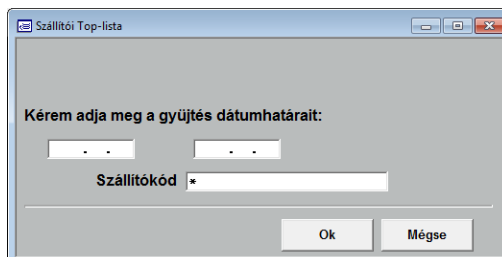 Szállítói Top-lista
Kérem adja meg a gyüjtés dátumhatárait:
. . . .
Szállítókód *
Ok Mégse